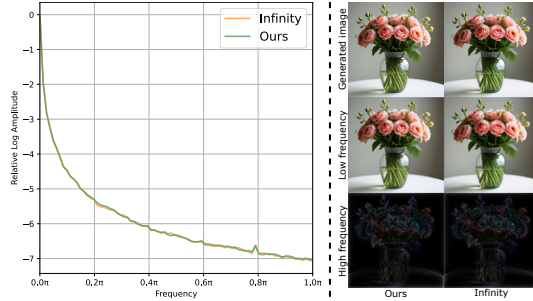 Infinity
Ours
0
−1
−2
−3
−4
−5
−6
−7
Relative Log Amplitude
0.0π
0.2π
0.4π
0.6π
0.8π
1.0π
Frequency
Generated image
Low frequency
High frequency
Ours
Infinity